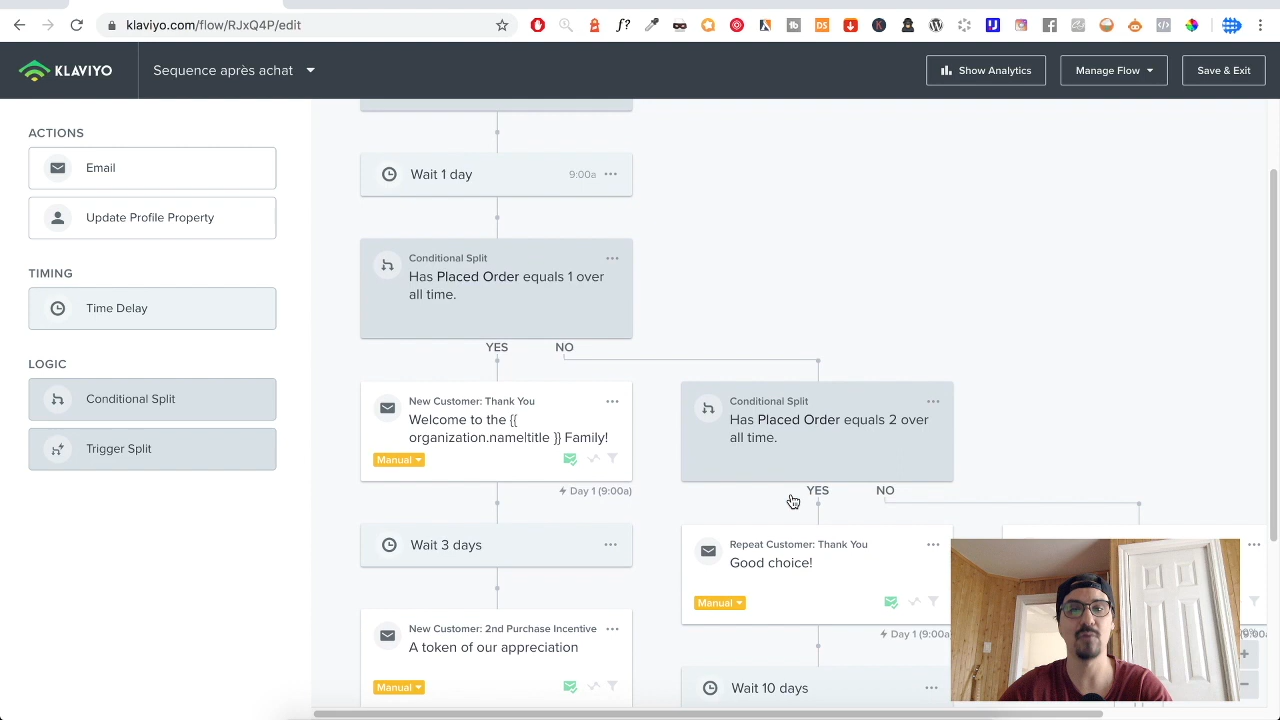 klaviyo.com/flow/RJxQ4P/edit
KLAVIYO
Sequence après achat
Show Analytics
Manage Flow
Save & Exit
ACTIONS
Email
Update Profile Property
TIMING
Time Delay
LOGIC
Conditional Split
Trigger Split
Wait 1 day
9:00a
Conditional Split
Has Placed Order equals 1 over
all time.
YES
NO
New Customer: Thank You
Welcome to the {{
organization.name|title }} Family!
Manual
Day 1 (9:00a)
Wait 3 days
New Customer: 2nd Purchase Incentive
A token of our appreciation
Manual
Conditional Split
Has Placed Order equals 2 over
all time.
YES
NO
Repeat Customer: Thank You
Good choice!
Manual
Day 1 (9:00a)
Wait 10 days